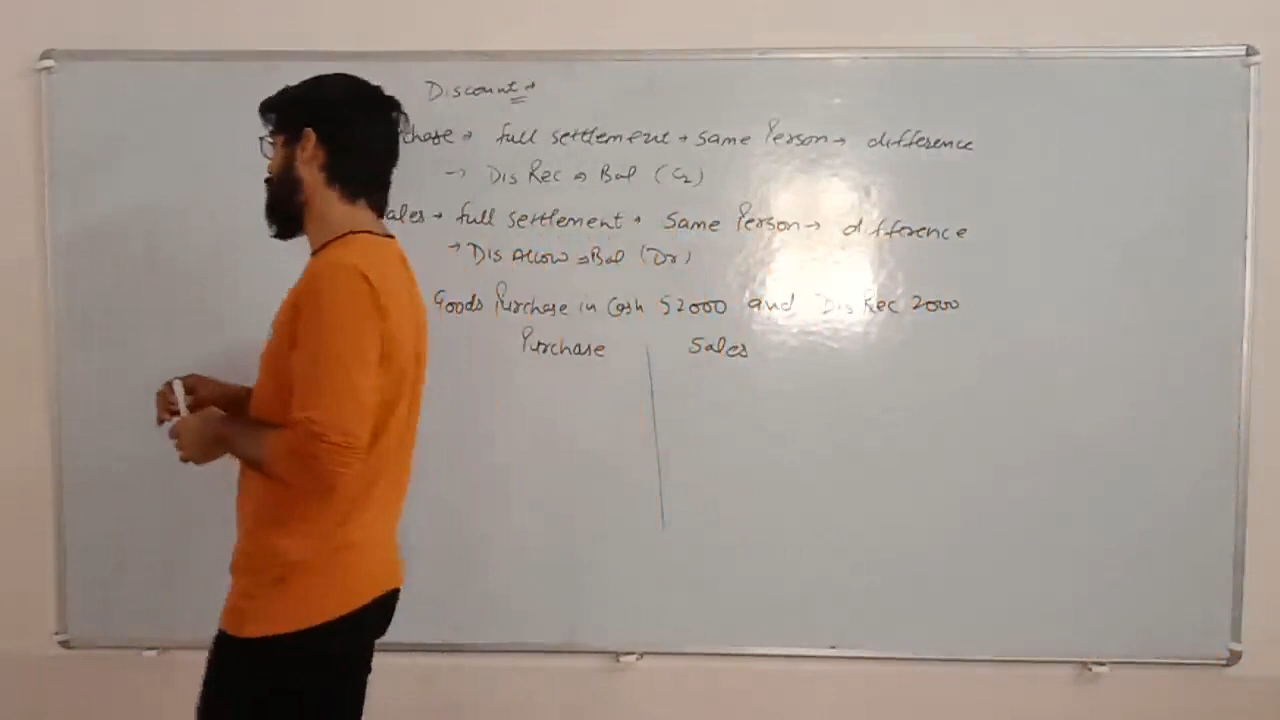 Discount →
chase → full settlement → same Person → difference
→ Dis Rec → Bal (Cr)
ales → full settlement → Same Person → difference
→ Dis Allow → Bal (Dr)
Goods Purchase in Cash 52000 and Dis Rec 2000
Purchase Sales